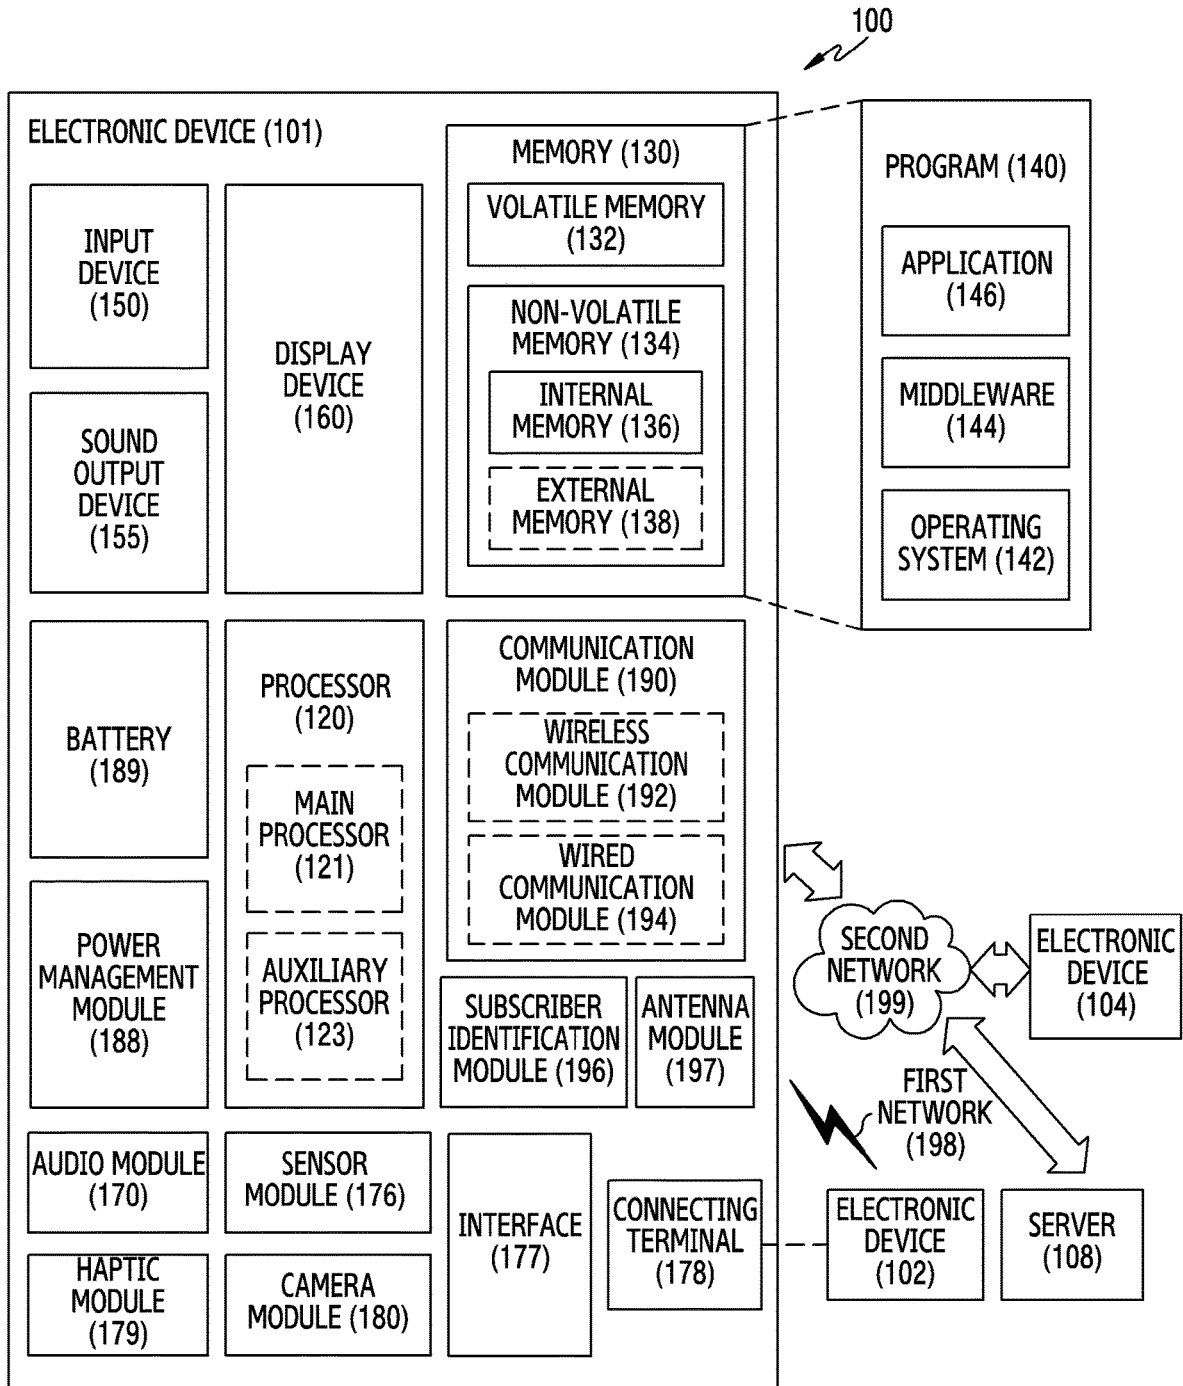 100
ELECTRONIC DEVICE (101)
INPUT
DEVICE
(150)
SOUND
OUTPUT
DEVICE
(155)
DISPLAY
DEVICE
(160)
MEMORY (130)
VOLATILE MEMORY
(132)
NON-VOLATILE
MEMORY (134)
INTERNAL
MEMORY (136)
EXTERNAL
MEMORY (138)
PROGRAM (140)
APPLICATION
(146)
MIDDLEWARE
(144)
OPERATING
SYSTEM (142)
BATTERY
(189)
POWER
MANAGEMENT
MODULE
(188)
PROCESSOR
(120)
MAIN
PROCESSOR
(121)
AUXILIARY
PROCESSOR
(123)
COMMUNICATION
MODULE (190)
WIRELESS
COMMUNICATION
MODULE (192)
WIRED
COMMUNICATION
MODULE (194)
SUBSCRIBER
IDENTIFICATION
MODULE (196)
ANTENNA
MODULE
(197)
SECOND
NETWORK
(199)
ELECTRONIC
DEVICE
(104)
FIRST
NETWORK
(198)
AUDIO MODULE
(170)
SENSOR
MODULE (176)
INTERFACE
(177)
CONNECTING
TERMINAL
(178)
ELECTRONIC
DEVICE
(102)
SERVER
(108)
HAPTIC
MODULE
(179)
CAMERA
MODULE (180)